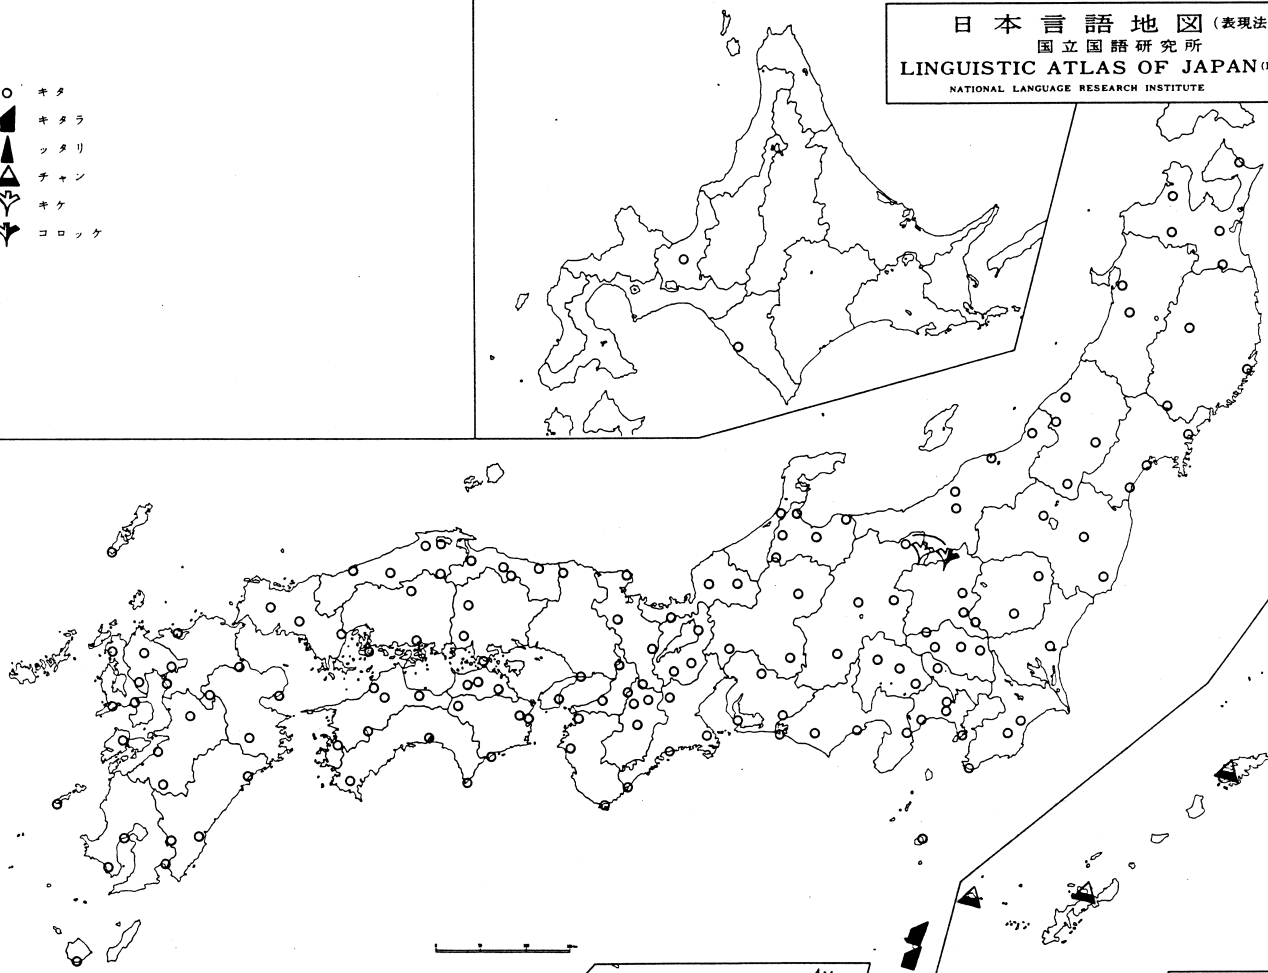 日本言語地図(表現法
国立国語研究所
LINGUISTIC ATLAS OF JAPAN
NATIONAL LANGUAGE RESEARCH INSTITUTE
キタ
キタラ
ッタリ
チャン
キケ
コロッケ